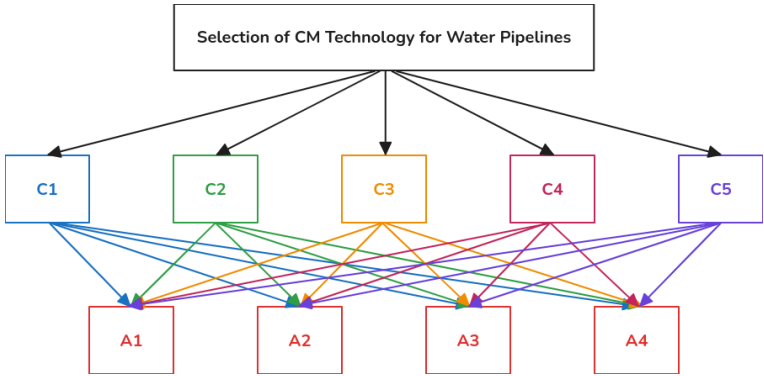 Selection of CM Technology for Water Pipelines
C1
C2
C3
C4
C5
A1
A2
A3
A4